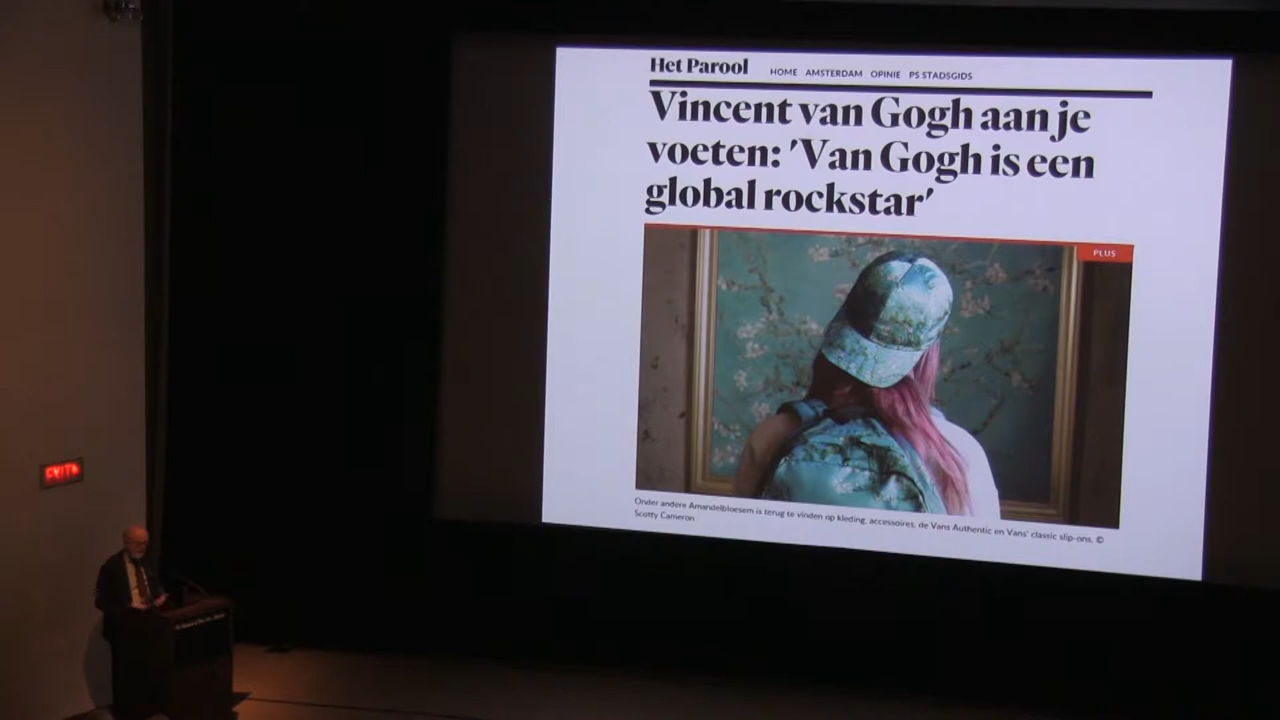 Het Parool
HOME AMSTERDAM OPINIE PS STADSGIDS
Vincent van Gogh aan je
voeten: 'Van Gogh is een
global rockstar'
PLUS
Onder andere Amandelbloesem is terug te vinden op kleding, accessoires, de Vans Authentic en Vans' classic slip-ons. ©
Scotty Cameron
EXIT